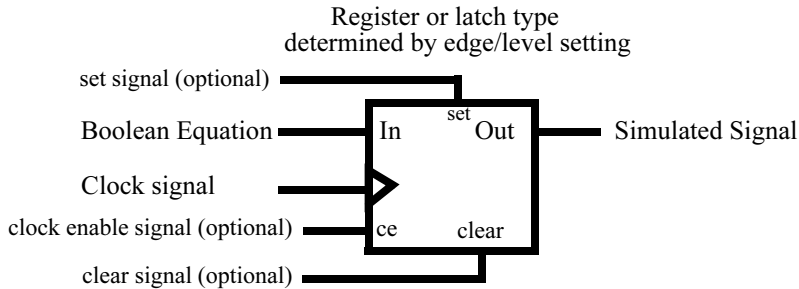 Register or latch type
determined by edge/level setting
set signal (optional)
set
Boolean Equation
In
Out
Simulated Signal
Clock signal
clock enable signal (optional)
ce
clear
clear signal (optional)